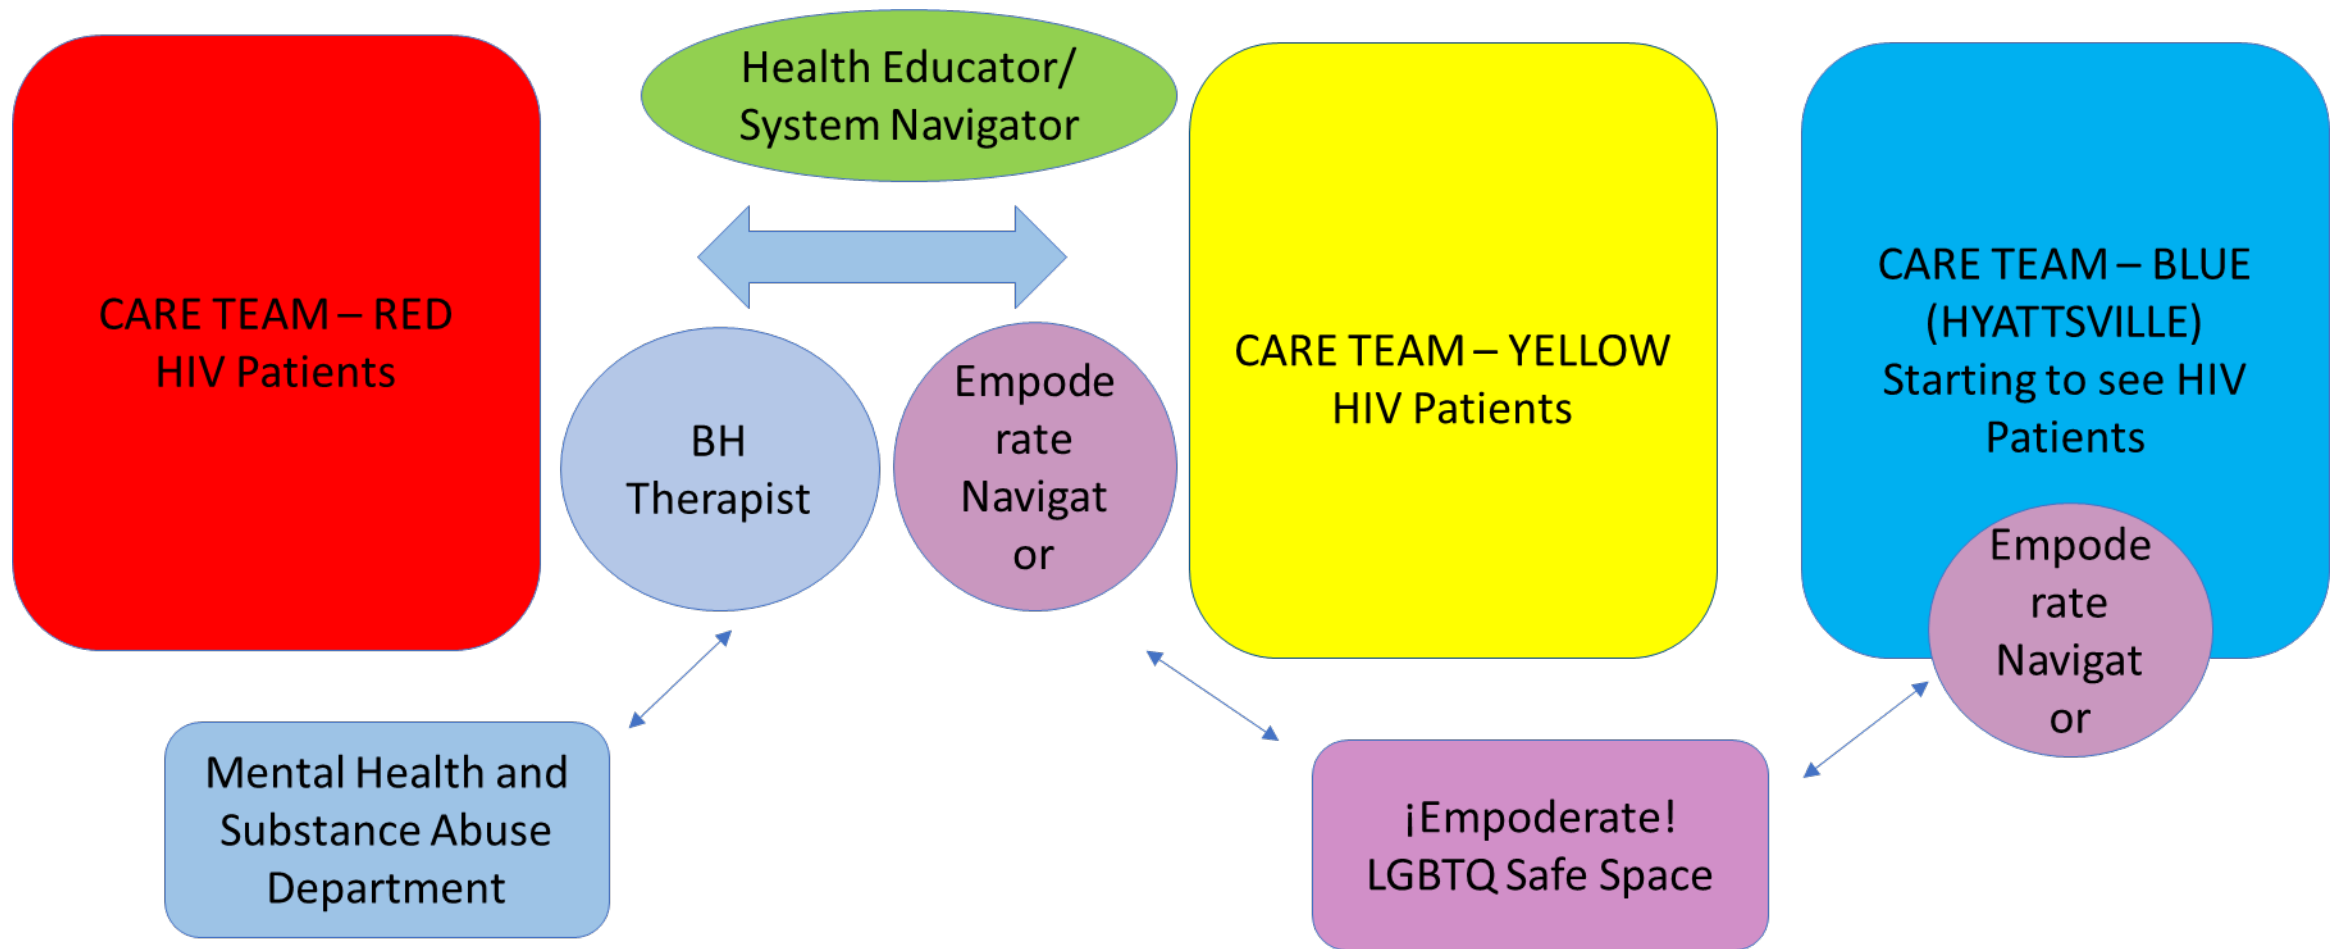 Health Educator/
System Navigator
CARE TEAM – RED
HIV Patients
BH
Therapist
Empode
rate
Navigat
or
CARE TEAM – YELLOW
HIV Patients
CARE TEAM – BLUE
(HYATTSVILLE)
Starting to see HIV
Patients
Empode
rate
Navigat
or
Mental Health and
Substance Abuse
Department
¡Empoderate!
LGBTQ Safe Space